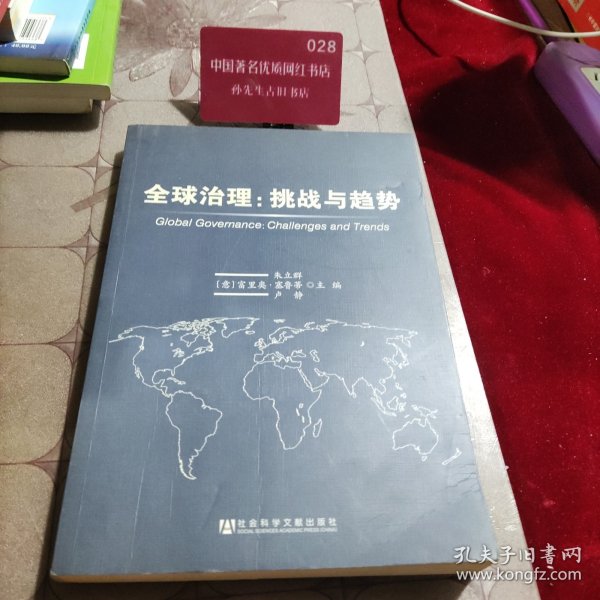 028
中国著名优质网红书店
孙先生古旧书店
全球治理：挑战与趋势
Global Governance: Challenges and Trends
朱立群
[意]富里奥·塞鲁蒂 ◎主 编
卢 静
社会科学文献出版社
SOCIAL SCIENCES ACADEMIC PRESS (CHINA)
孔夫子旧書网
www.kongfz.com